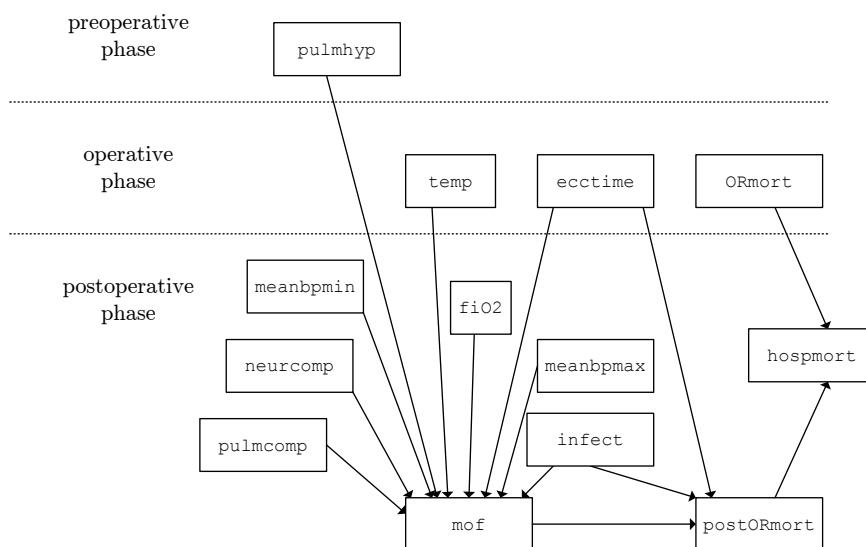 preoperative
phase
pulmhyp
operative
phase
temp
ecctime
ORmort
postoperative
phase
meanbpmin
fiO2
hospmort
neurcomp
meanbpmax
pulmcomp
infect
mof
postORmort